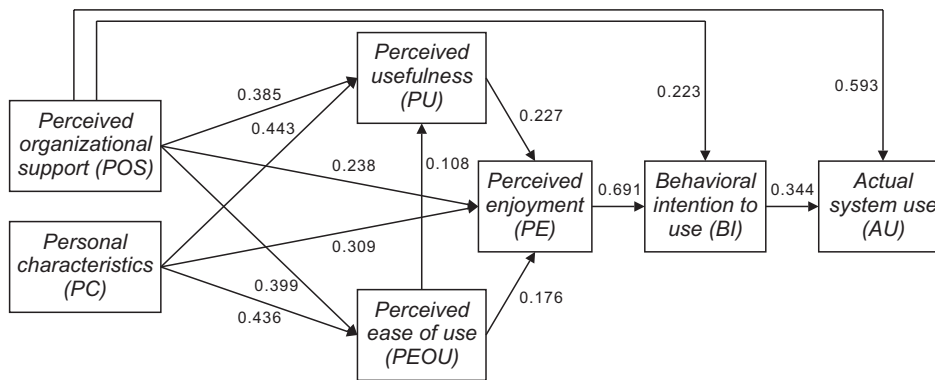 Perceived
organizational
support (POS)
Personal
characteristics
(PC)
0.385
0.443
0.238
0.309
0.399
0.436
Perceived
usefulness
(PU)
0.108
Perceived
ease of use
(PEOU)
0.227
0.176
Perceived
enjoyment
(PE)
0.691
0.223
Behavioral
intention to
use (BI)
0.344
0.593
Actual
system use
(AU)